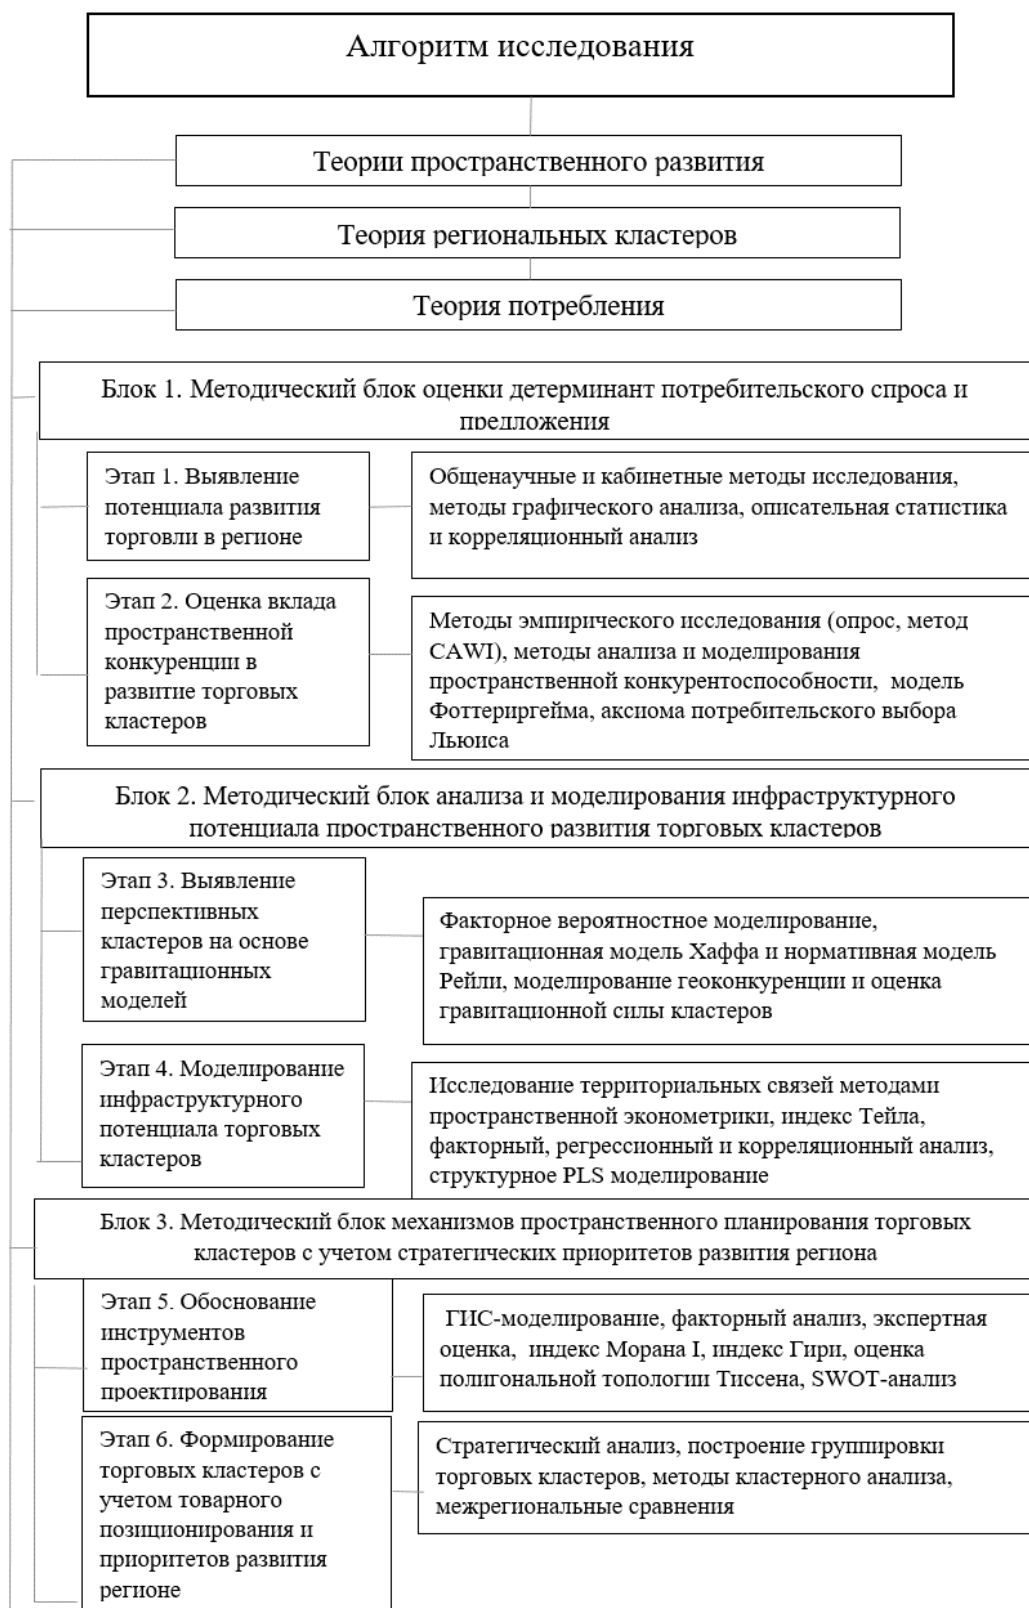 Алгоритм исследования
Теории пространственного развития
Теория региональных кластеров
Теория потребления
Блок 1. Методический блок оценки детерминант потребительского спроса и
предложения
Этап 1. Выявление
потенциала развития
торговли в регионе
Общенаучные и кабинетные методы исследования,
методы графического анализа, описательная статистика
и корреляционный анализ
Этап 2. Оценка вклада
пространственной
конкуренции в
развитие торговых
кластеров
Методы эмпирического исследования (опрос, метод
CAWI), методы анализа и моделирования
пространственной конкурентоспособности, модель
Фоттериргейма, аксиома потребительского выбора
Льюиса
Блок 2. Методический блок анализа и моделирования инфраструктурного
потенциала пространственного развития торговых кластеров
Этап 3. Выявление
перспективных
кластеров на основе
гравитационных
моделей
Факторное вероятностное моделирование,
гравитационная модель Хаффа и нормативная модель
Рейли, моделирование геоконкуренции и оценка
гравитационной силы кластеров
Этап 4. Моделирование
инфраструктурного
потенциала торговых
кластеров
Исследование территориальных связей методами
пространственной эконометрики, индекс Тейла,
факторный, регрессионный и корреляционный анализ,
структурное PLS моделирование
Блок 3. Методический блок механизмов пространственного планирования торговых
кластеров с учетом стратегических приоритетов развития региона
Этап 5. Обоснование
инструментов
пространственного
проектирования
ГИС-моделирование, факторный анализ, экспертная
оценка, индекс Морана I, индекс Гири, оценка
полигональной топологии Тиссена, SWOT-анализ
Этап 6. Формирование
торговых кластеров с
учетом товарного
позиционирования и
приоритетов развития
регионе
Стратегический анализ, построение группировки
торговых кластеров, методы кластерного анализа,
межрегиональные сравнения